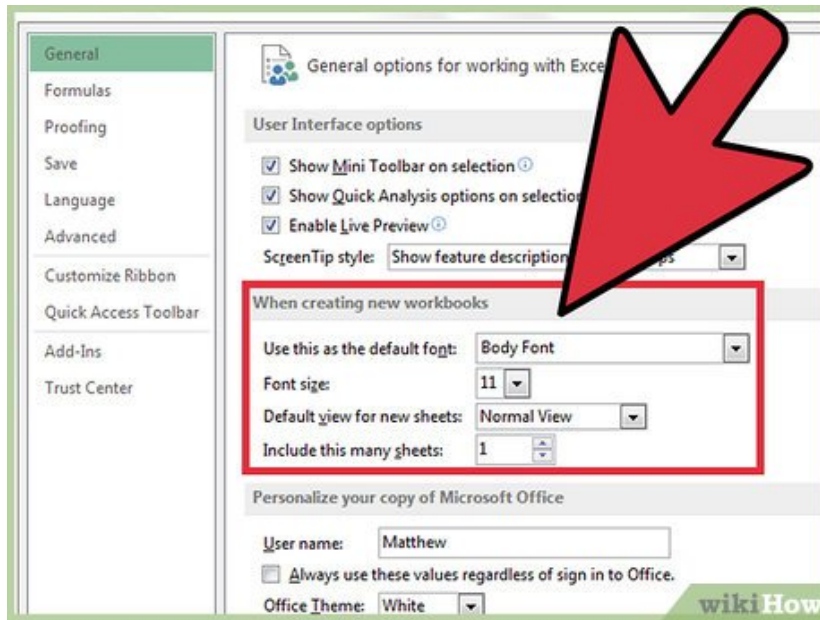 General
Formulas
Proofing
Save
Language
Advanced
Customize Ribbon
Quick Access Toolbar
Add-Ins
Trust Center
General options for working with Exce
User Interface options
Show Mini Toolbar on selection
Show Quick Analysis options on selection
Enable Live Preview
ScreenTip style: Show feature description
When creating new workbooks
Use this as the default font: Body Font
Font size: 11
Default view for new sheets: Normal View
Include this many sheets: 1
Personalize your copy of Microsoft Office
User name: Matthew
Always use these values regardless of sign in to Office.
Office Theme: White
wikiHow